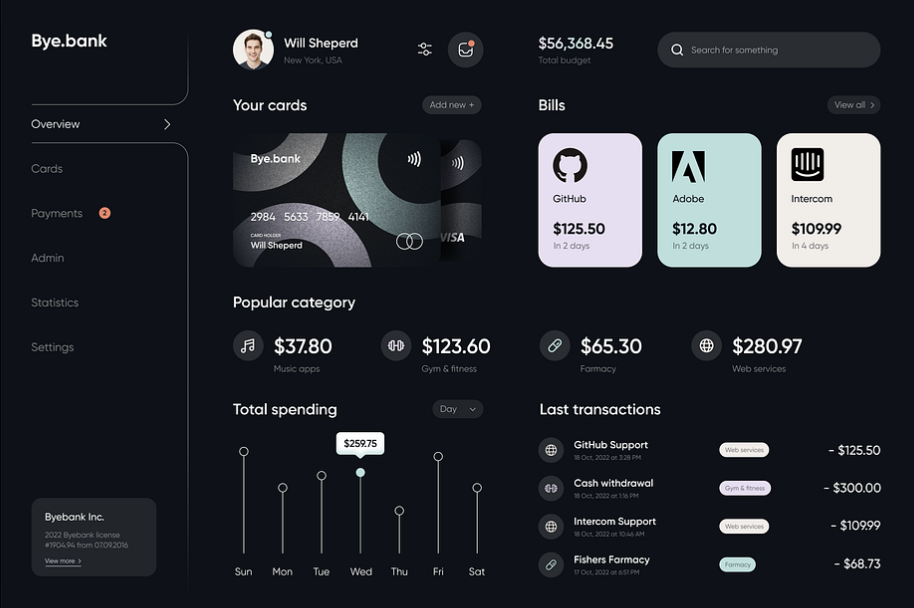 Bye.bank
Overview
Cards
Payments 2
Admin
Statistics
Settings
Byebank Inc.
2022 Byebank license
#1904.94 from 07.09.2016
View more >
Will Sheperd
New York, USA
$56,368.45
Total budget
Search for something
Your cards
Add new +
Bye.bank
2984 5633 7859 4141
CARD HOLDER
Will Sheperd
VISA
Bills
View all >
GitHub
$125.50
In 2 days
Adobe
$12.80
In 2 days
Intercom
$109.99
In 4 days
Popular category
$37.80
Music apps
$123.60
Gym & fitness
$65.30
Farmacy
$280.97
Web services
Total spending
Day
$259.75
Sun Mon Tue Wed Thu Fri Sat
Last transactions
GitHub Support
18 Oct, 2022 at 3:28 PM
Web services
- $125.50
Cash withdrawal
18 Oct, 2022 at 1:16 PM
Gym & fitness
- $300.00
Intercom Support
18 Oct, 2022 at 10:46 AM
Web services
- $109.99
Fishers Farmacy
17 Oct, 2022 at 6:51 PM
Farmacy
- $68.73